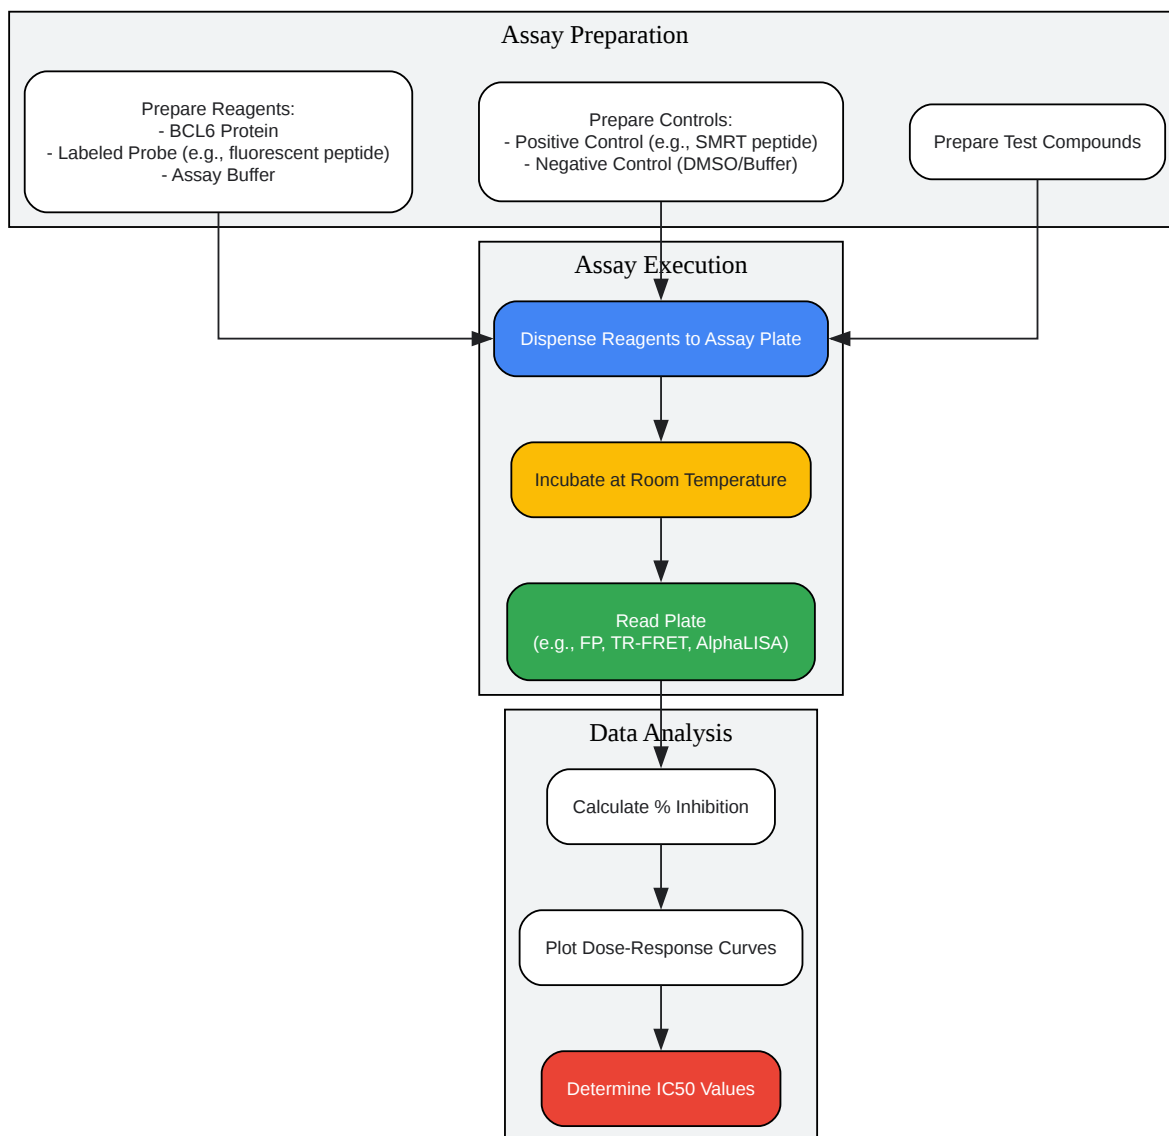 Assay Preparation
Prepare Reagents:
- BCL6 Protein
- Labeled Probe (e.g., fluorescent peptide)
- Assay Buffer
Prepare Controls:
- Positive Control (e.g., SMRT peptide)
- Negative Control (DMSO/Buffer)
Prepare Test Compounds
Assay Execution
Dispense Reagents to Assay Plate
Incubate at Room Temperature
Read Plate
(e.g., FP, TR-FRET, AlphaLISA)
Data Analysis
Calculate % Inhibition
Plot Dose-Response Curves
Determine IC50 Values